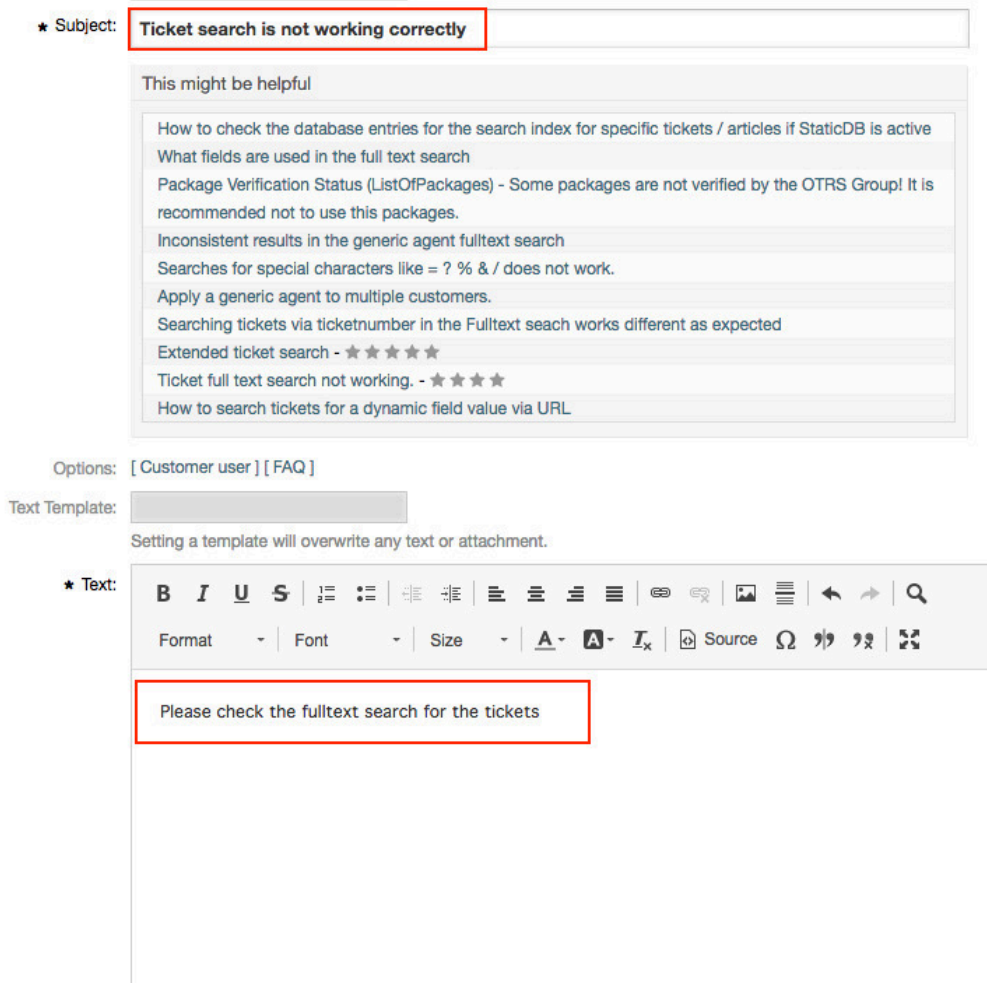 ★ Subject: Ticket search is not working correctly
This might be helpful
How to check the database entries for the search index for specific tickets / articles if StaticDB is active
What fields are used in the full text search
Package Verification Status (ListOfPackages) - Some packages are not verified by the OTRS Group! It is
recommended not to use this packages.
Inconsistent results in the generic agent fulltext search
Searches for special characters like = ? % & / does not work.
Apply a generic agent to multiple customers.
Searching tickets via ticketnumber in the Fulltext seach works different as expected
Extended ticket search - ★ ★ ★ ★ ★
Ticket full text search not working. - ★ ★ ★ ★
How to search tickets for a dynamic field value via URL
Options: [ Customer user ] [ FAQ ]
Text Template:
Setting a template will overwrite any text or attachment.
★ Text:
B I U S
Format Font Size A A Tx Source Ω
Please check the fulltext search for the tickets